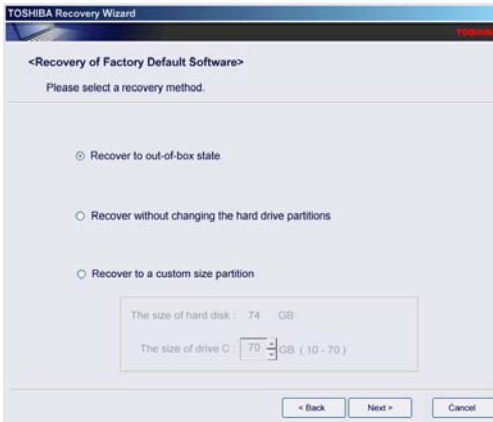 TOSHIBA Recovery Wizard
TOSHIBA
<Recovery of Factory Default Software>
Please select a recovery method.
Recover to out-of-box state
Recover without changing the hard drive partitions
Recover to a custom size partition
The size of hard disk : 74 GB
The size of drive C : 70 GB ( 10 - 70 )
< Back Next > Cancel